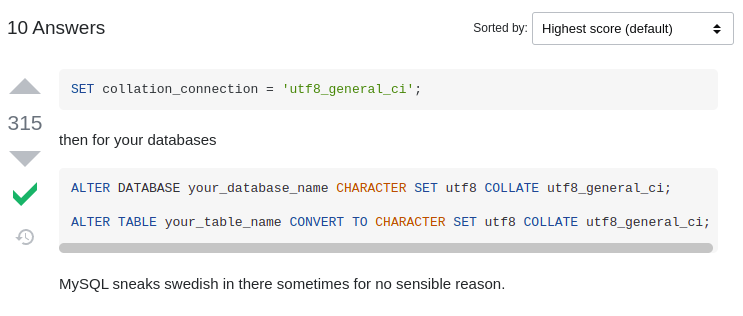 10 Answers
Sorted by: Highest score (default)
315
SET collation_connection = 'utf8_general_ci';
then for your databases
ALTER DATABASE your_database_name CHARACTER SET utf8 COLLATE utf8_general_ci;
ALTER TABLE your_table_name CONVERT TO CHARACTER SET utf8 COLLATE utf8_general_ci;
MySQL sneaks swedish in there sometimes for no sensible reason.